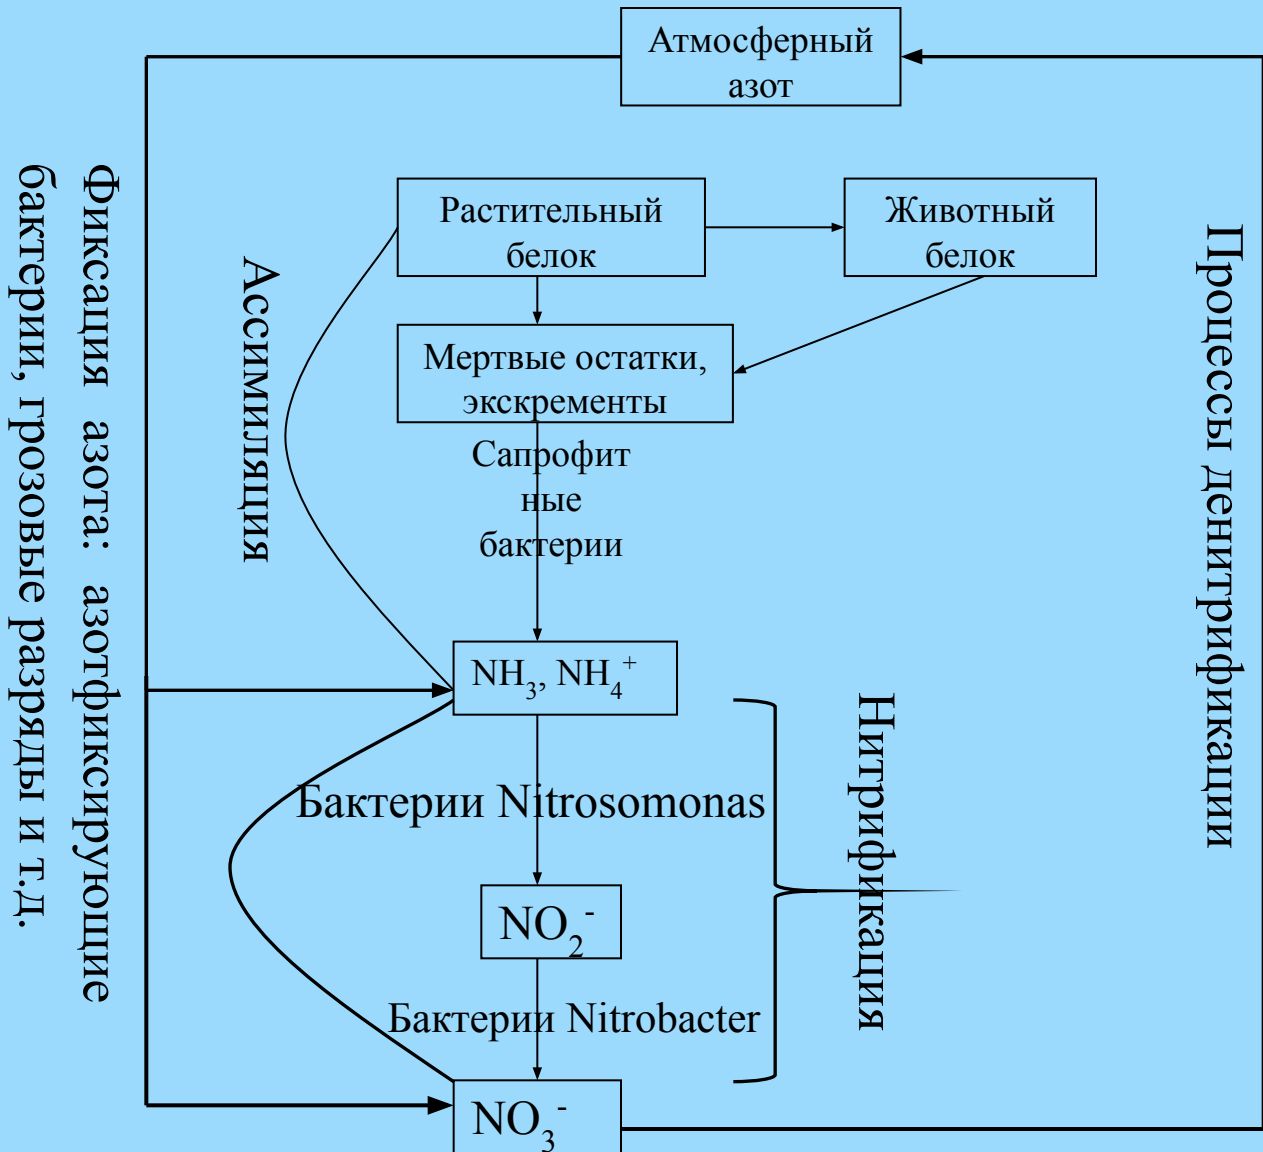 Атмосферный
азот
Фиксация азота: азотфиксирующие
бактерии, грозовые разряды и т.д.
Ассимиляция
Растительный
белок
Животный
белок
Мертвые остатки,
экскременты
Сапрофит
ные
бактерии
NH₃, NH₄⁺
Бактерии Nitrosomonas
NO₂⁻
Бактерии Nitrobacter
NO₃⁻
Нитрификация
Процессы денитрификации